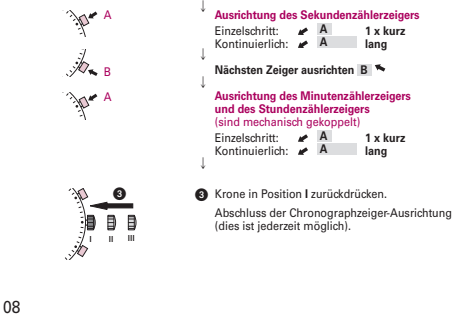 A
↓
Ausrichtung des Sekundenzählerzeigers
Einzelschritt: A 1 x kurz
Kontinuierlich: A lang
↓
B
Nächsten Zeiger ausrichten B
↓
A
Ausrichtung des Minutenzählerzeigers
und des Stundenzählerzeigers
(sind mechanisch gekoppelt)
Einzelschritt: A 1 x kurz
Kontinuierlich: A lang
↓
3
I II III
3 Krone in Position I zurückdrücken.
Abschluss der Chronographzeiger-Ausrichtung
(dies ist jederzeit möglich).
08